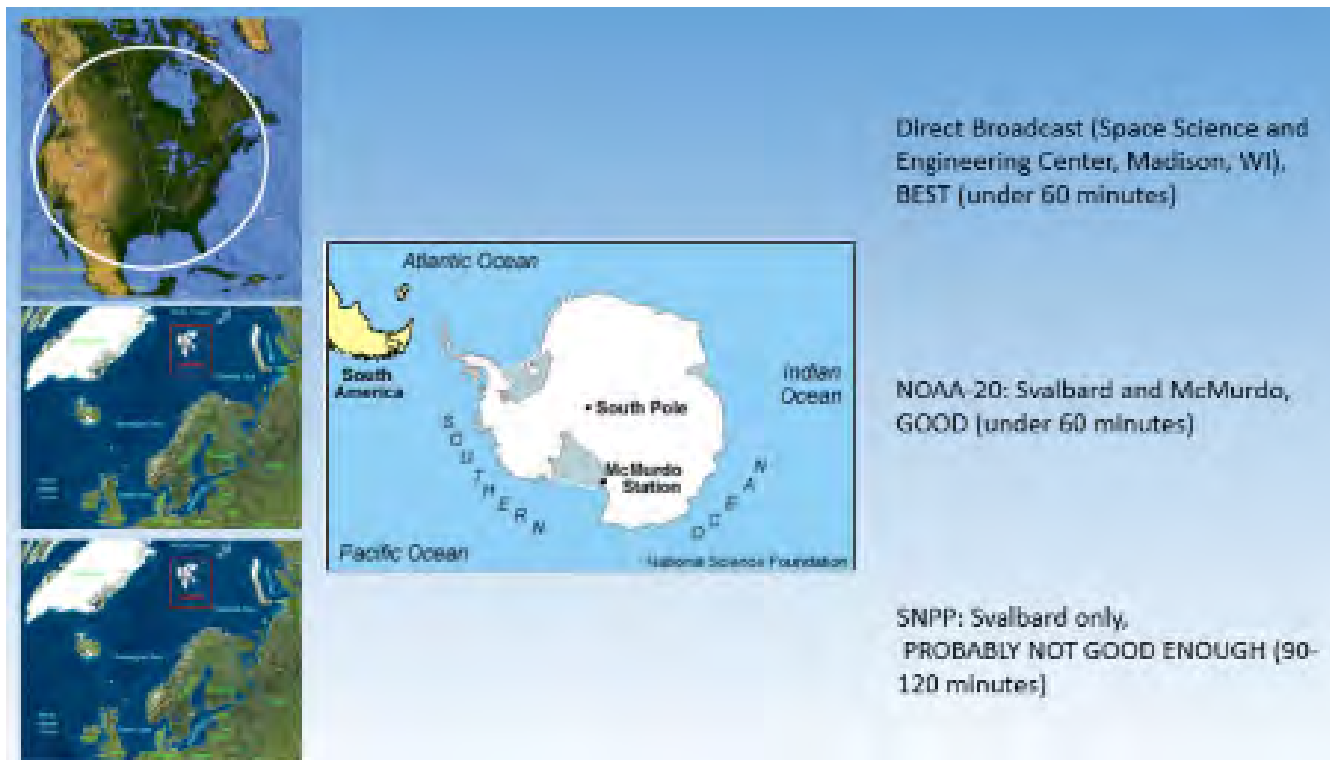 Direct Broadcast (Space Science and
Engineering Center, Madison, WI),
BEST (under 60 minutes)
Atlantic Ocean
South
America
Indian
Ocean
South Pole
McMurdo
Station
SOUTHERN
OCEAN
Pacific Ocean
National Science Foundation
NOAA-20: Svalbard and McMurdo,
GOOD (under 60 minutes)
SNPP: Svalbard only,
PROBABLY NOT GOOD ENOUGH (90-
120 minutes)